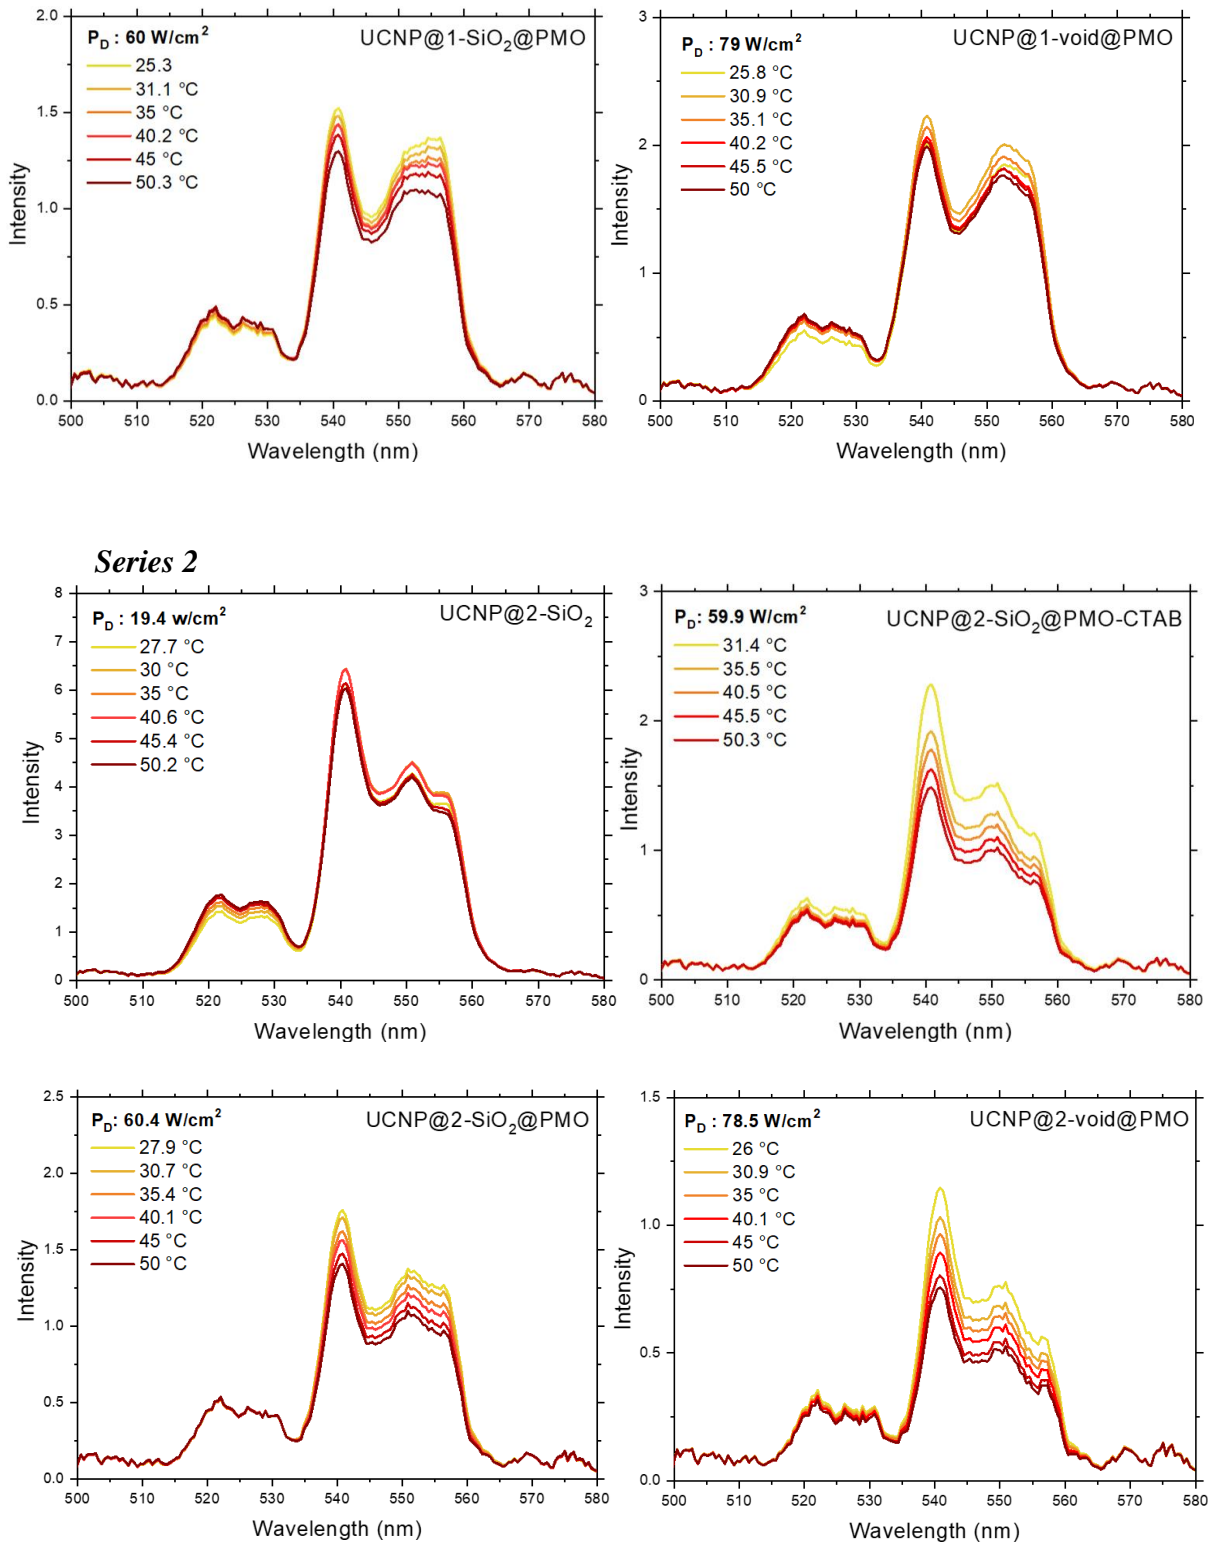 P_D : 60 W/cm²
UCNP@1-SiO₂@PMO
25.3
31.1 °C
35 °C
40.2 °C
45 °C
50.3 °C
2.0
1.5
1.0
0.5
0.0
Intensity
500 510 520 530 540 550 560 570 580
Wavelength (nm)
P_D : 79 W/cm²
UCNP@1-void@PMO
25.8 °C
30.9 °C
35.1 °C
40.2 °C
45.5 °C
50 °C
3
2
1
0
Intensity
500 510 520 530 540 550 560 570 580
Wavelength (nm)
Series 2
P_D : 19.4 w/cm²
UCNP@2-SiO₂
27.7 °C
30 °C
35 °C
40.6 °C
45.4 °C
50.2 °C
8
7
6
5
4
3
2
1
0
Intensity
500 510 520 530 540 550 560 570 580
Wavelength (nm)
P_D: 59.9 W/cm²
UCNP@2-SiO₂@PMO-CTAB
31.4 °C
35.5 °C
40.5 °C
45.5 °C
50.3 °C
3
2
1
0
Intensity
500 510 520 530 540 550 560 570 580
Wavelength (nm)
P_D: 60.4 W/cm²
UCNP@2-SiO₂@PMO
27.9 °C
30.7 °C
35.4 °C
40.1 °C
45 °C
50 °C
2.5
2.0
1.5
1.0
0.5
0.0
Intensity
500 510 520 530 540 550 560 570 580
Wavelength (nm)
P_D : 78.5 W/cm²
UCNP@2-void@PMO
26 °C
30.9 °C
35 °C
40.1 °C
45 °C
50 °C
1.5
1.0
0.5
0.0
Intensity
500 510 520 530 540 550 560 570 580
Wavelength (nm)